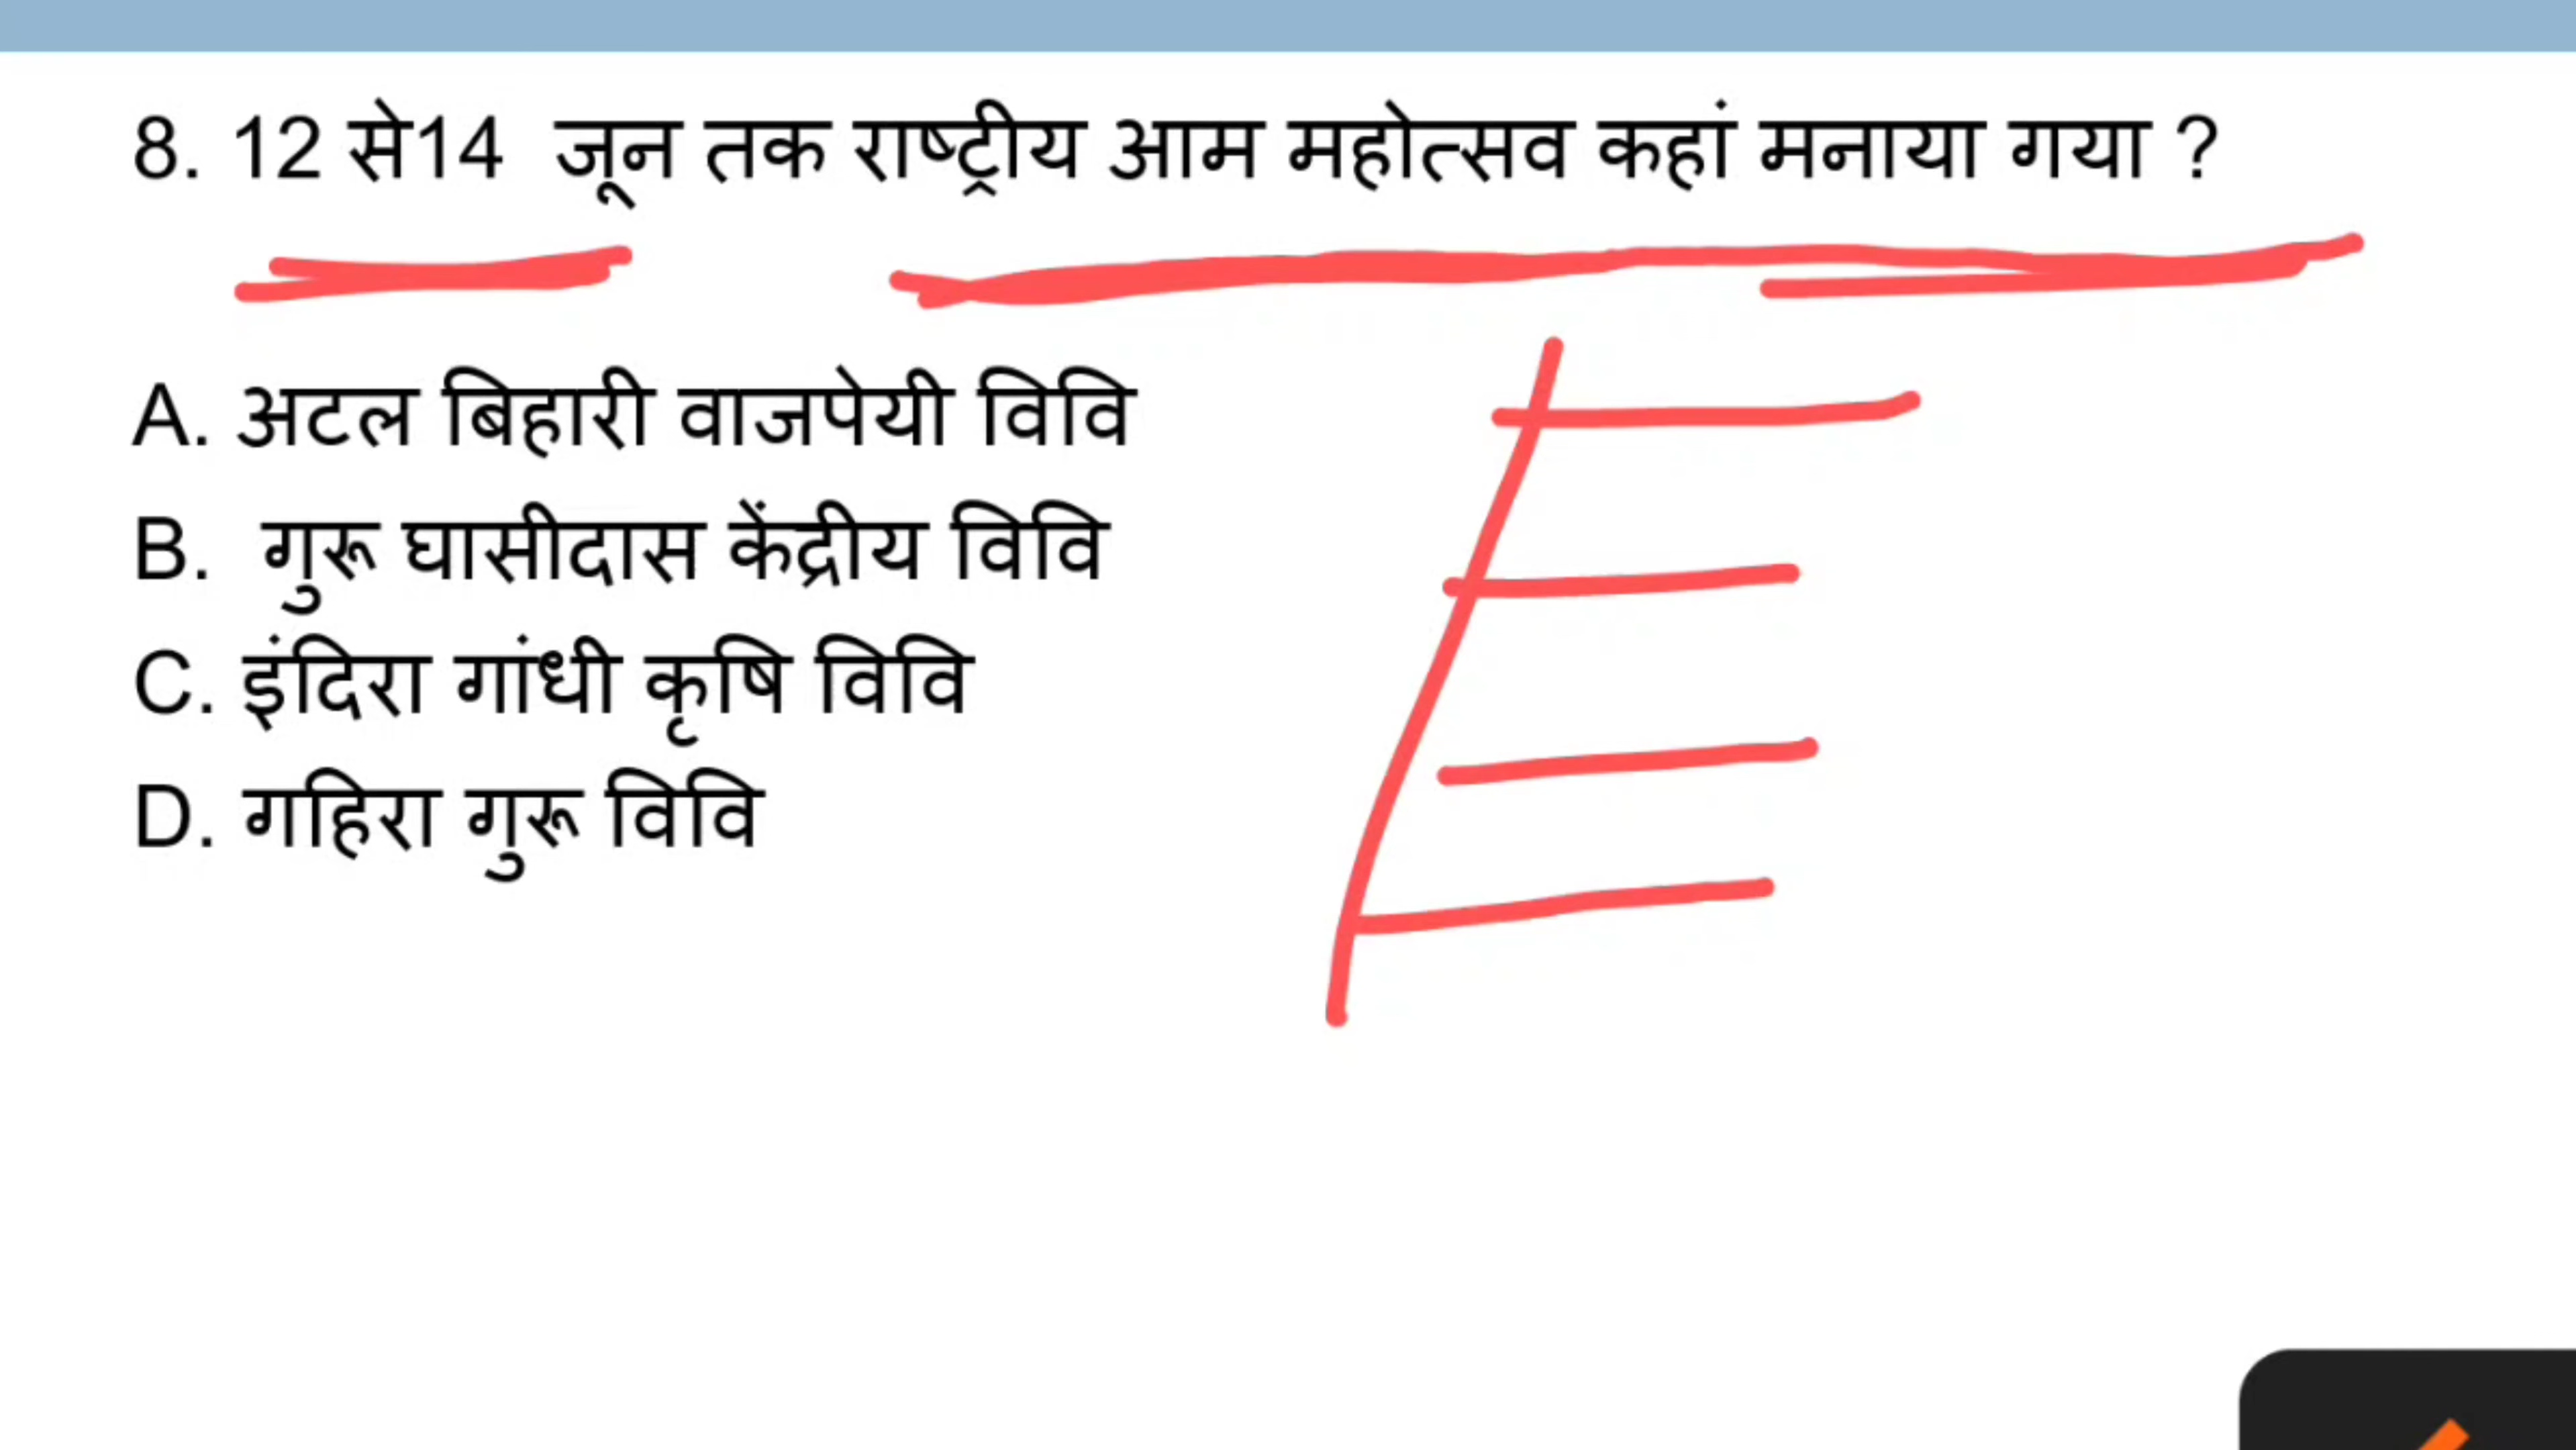 8. 12 से14  जून तक राष्ट्रीय आम महोत्सव कहां मनाया गया ?
A. अटल बिहारी वाजपेयी विवि
B.  गुरू घासीदास केंद्रीय विवि
C. इंदिरा गांधी कृषि विवि
D. गहिरा गुरू विवि